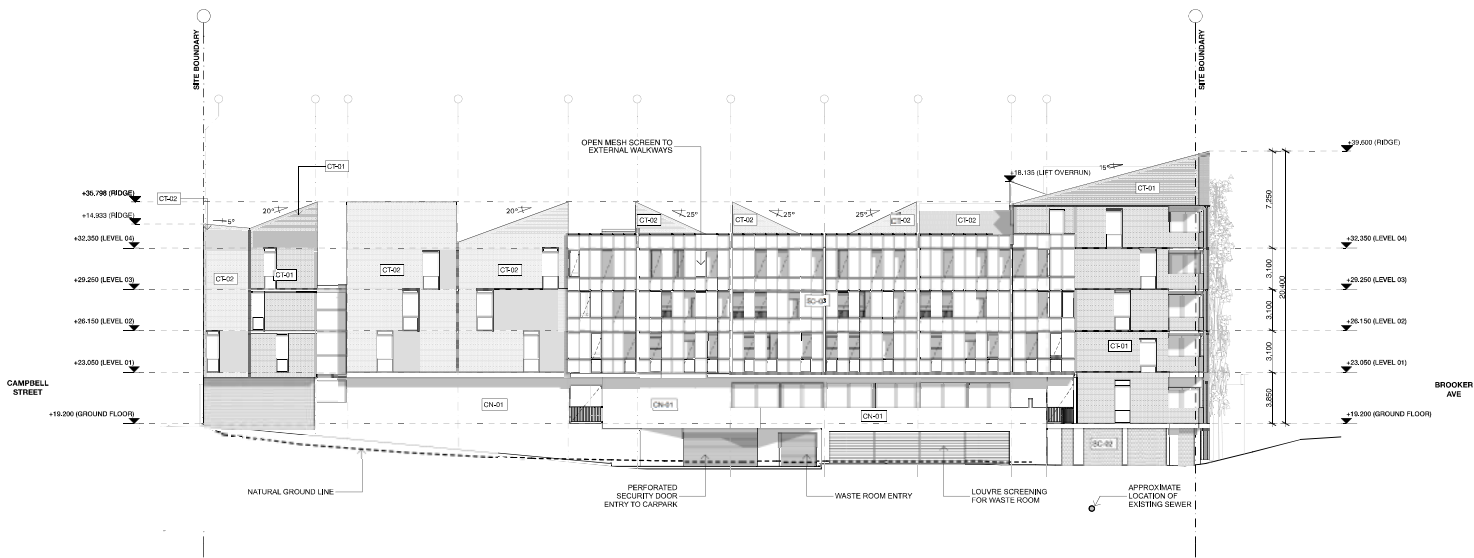 SITE BOUNDARY
SITE BOUNDARY
OPEN MESH SCREEN TO
EXTERNAL WALKWAYS
+39.600 (RIDGE)
CT-01
+18.135 (LIFT OVERRUN)
15°
CT-01
+35.798 (RIDGE)
CT-02
+14.933 (RIDGE)
5°
20°
20°
CT-02
25°
CT-02
25°
25°
CT-02
CT-02
7.250
+32.350 (LEVEL 04)
+32.350 (LEVEL 04)
CT-02
CT-01
CT-02
CT-02
3.100
+29.250 (LEVEL 03)
+29.250 (LEVEL 03)
20.400
SC-03
3.100
+26.150 (LEVEL 02)
+26.150 (LEVEL 02)
CT-01
3.100
+23.050 (LEVEL 01)
+23.050 (LEVEL 01)
CAMPBELL
STREET
BROOKER
AVE
CN-01
CN-01
CN-01
3.850
+19.200 (GROUND FLOOR)
+19.200 (GROUND FLOOR)
SC-02
NATURAL GROUND LINE
PERFORATED
SECURITY DOOR
ENTRY TO CARPARK
WASTE ROOM ENTRY
LOUVRE SCREENING
FOR WASTE ROOM
APPROXIMATE
LOCATION OF
EXISTING SEWER